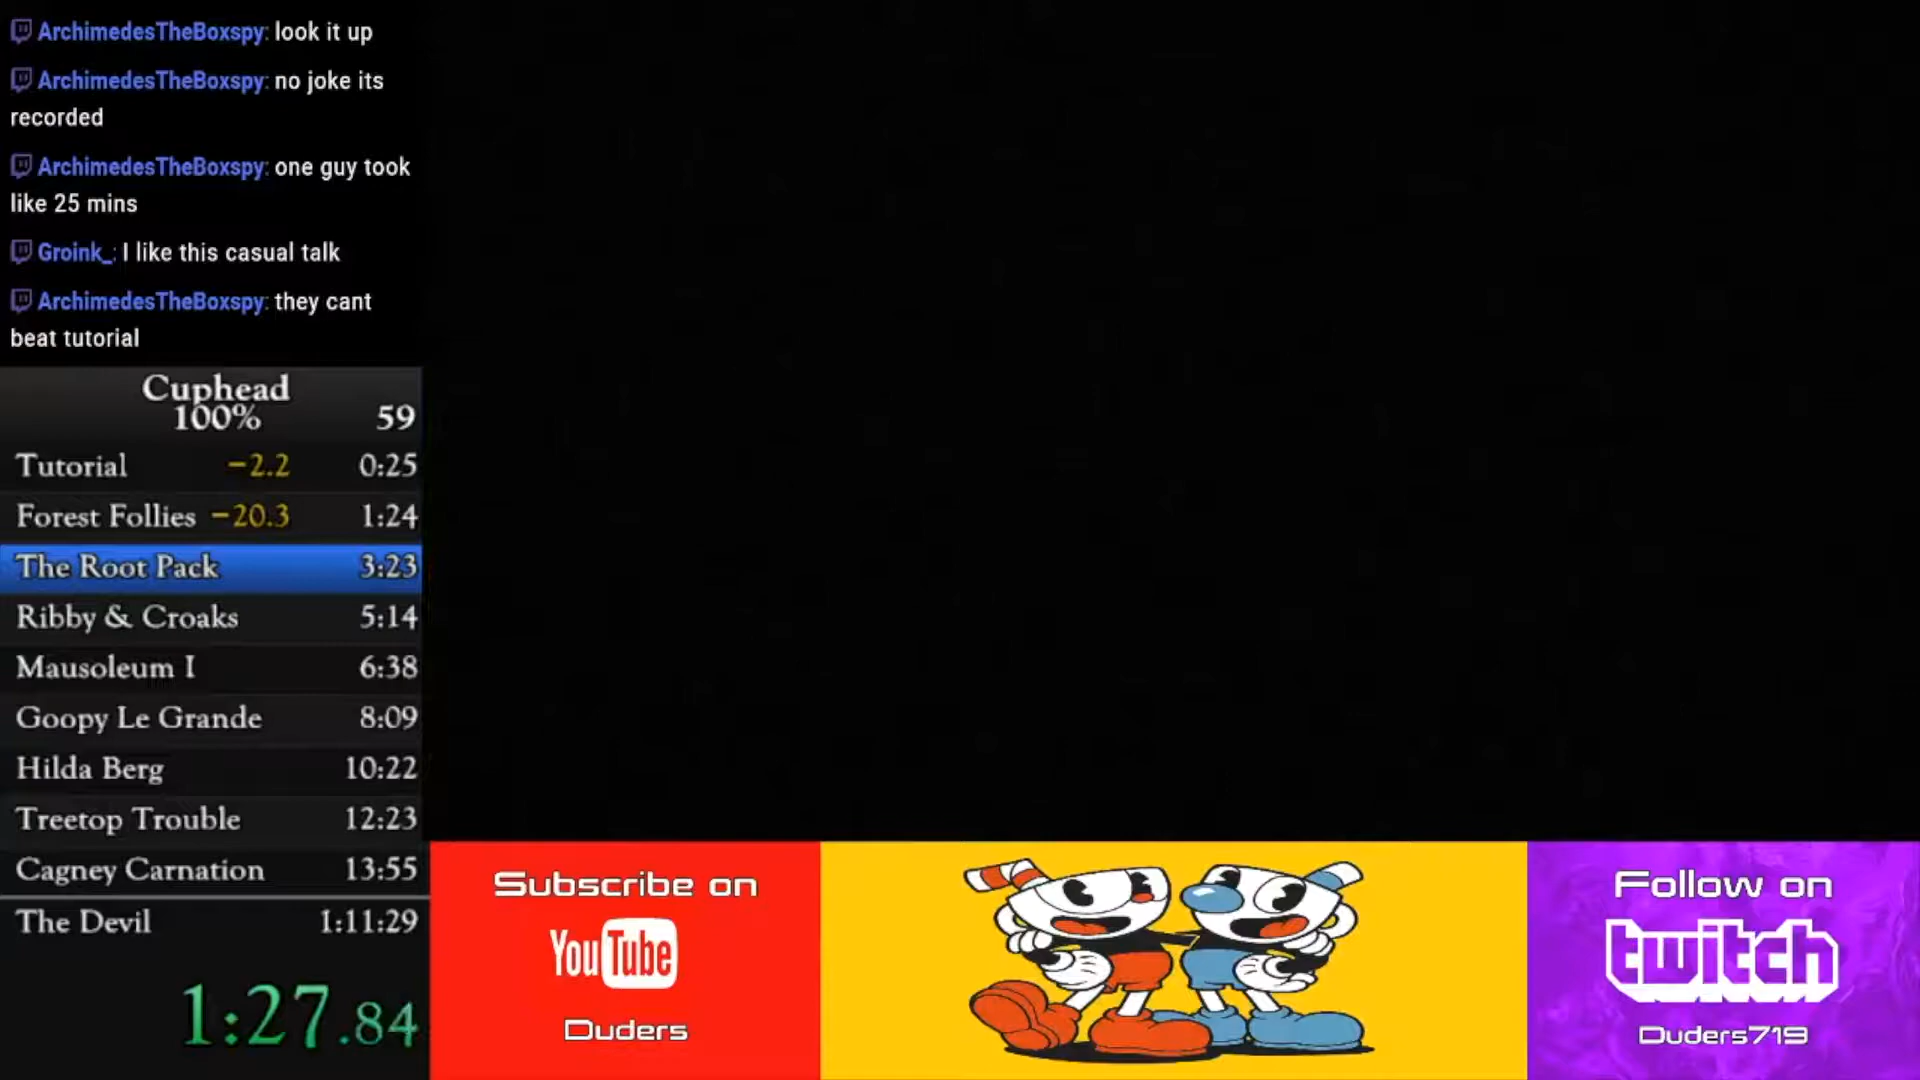 ArchimedesTheBoxspy: look it up
ArchimedesTheBoxspy: no joke its
recorded
ArchimedesTheBoxspy: one guy took
like 25 mins
Groink_: I like this casual talk
ArchimedesTheBoxspy: they cant
beat tutorial
Cuphead
100% 59
Tutorial -2.2 0:25
Forest Follies -20.3 1:24
The Root Pack 3:23
Ribby & Croaks 5:14
Mausoleum I 6:38
Goopy Le Grande 8:09
Hilda Berg 10:22
Treetop Trouble 12:23
Cagney Carnation 13:55
The Devil 1:11:29
1:27.84
Subscribe on
YouTube
Duders
Follow on
twitch
Duders719